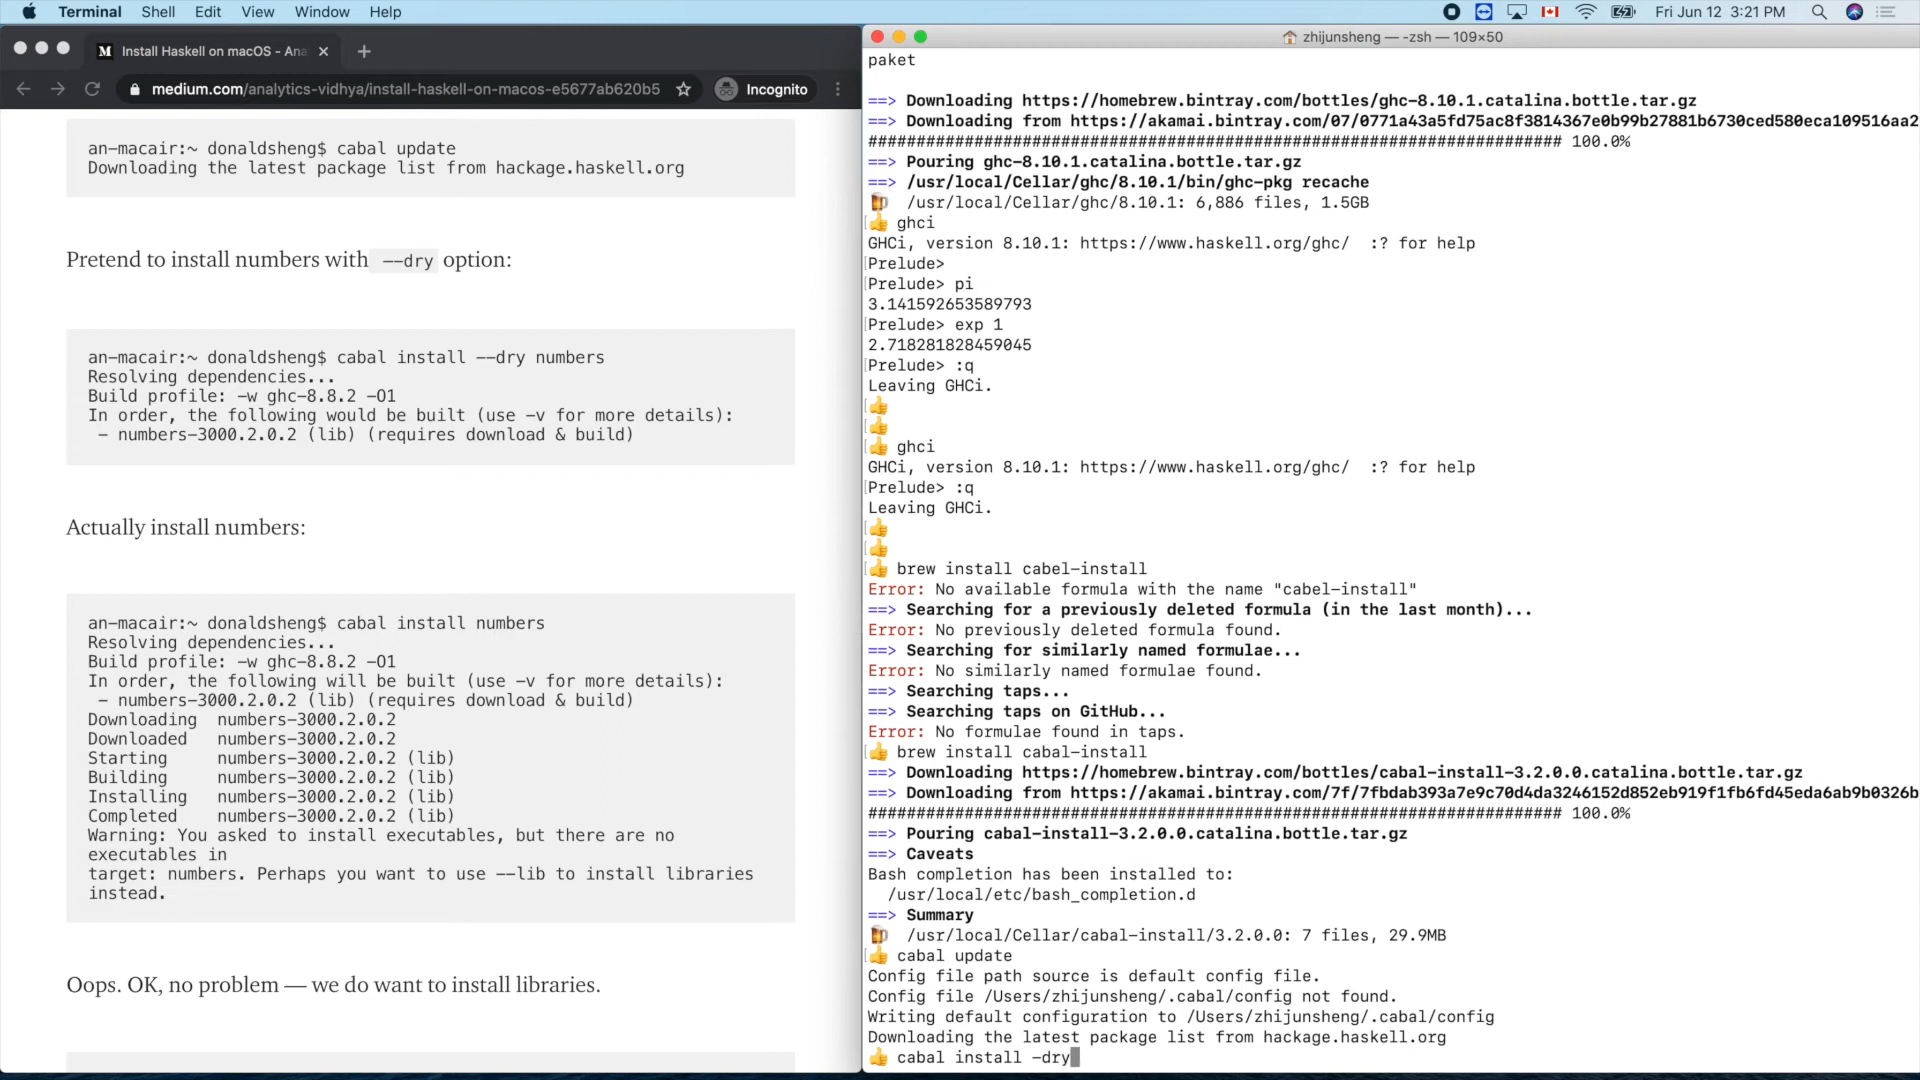 Terminal Shell Edit View Window Help
Fri Jun 12 3:21 PM
Install Haskell on macOS - Ana
medium.com/analytics-vidhya/install-haskell-on-macos-e5677ab620b5
Incognito
an-macair:~ donaldsheng$ cabal update
Downloading the latest package list from hackage.haskell.org
Pretend to install numbers with --dry option:
an-macair:~ donaldsheng$ cabal install --dry numbers
Resolving dependencies...
Build profile: -w ghc-8.8.2 -O1
In order, the following would be built (use -v for more details):
- numbers-3000.2.0.2 (lib) (requires download & build)
Actually install numbers:
an-macair:~ donaldsheng$ cabal install numbers
Resolving dependencies...
Build profile: -w ghc-8.8.2 -O1
In order, the following will be built (use -v for more details):
- numbers-3000.2.0.2 (lib) (requires download & build)
Downloading numbers-3000.2.0.2
Downloaded numbers-3000.2.0.2
Starting numbers-3000.2.0.2 (lib)
Building numbers-3000.2.0.2 (lib)
Installing numbers-3000.2.0.2 (lib)
Completed numbers-3000.2.0.2 (lib)
Warning: You asked to install executables, but there are no
executables in
target: numbers. Perhaps you want to use --lib to install libraries
instead.
Oops. OK, no problem — we do want to install libraries.
zhijunsheng — -zsh — 109×50
paket
==> Downloading https://homebrew.bintray.com/bottles/ghc-8.10.1.catalina.bottle.tar.gz
==> Downloading from https://akamai.bintray.com/07/0771a43a5fd75ac8f3814367e0b99b27881b6730ced580eca109516aa2
######################################################################## 100.0%
==> Pouring ghc-8.10.1.catalina.bottle.tar.gz
==> /usr/local/Cellar/ghc/8.10.1/bin/ghc-pkg recache
🍺 /usr/local/Cellar/ghc/8.10.1: 6,886 files, 1.5GB
👍 ghci
GHCi, version 8.10.1: https://www.haskell.org/ghc/ :? for help
Prelude>
Prelude> pi
3.141592653589793
Prelude> exp 1
2.718281828459045
Prelude> :q
Leaving GHCi.
👍
👍
👍 ghci
GHCi, version 8.10.1: https://www.haskell.org/ghc/ :? for help
Prelude> :q
Leaving GHCi.
👍
👍
👍 brew install cabel-install
Error: No available formula with the name "cabel-install"
==> Searching for a previously deleted formula (in the last month)...
Error: No previously deleted formula found.
==> Searching for similarly named formulae...
Error: No similarly named formulae found.
==> Searching taps...
==> Searching taps on GitHub...
Error: No formulae found in taps.
👍 brew install cabal-install
==> Downloading https://homebrew.bintray.com/bottles/cabal-install-3.2.0.0.catalina.bottle.tar.gz
==> Downloading from https://akamai.bintray.com/7f/7fbdab393a7e9c70d4da3246152d852eb919f1fb6fd45eda6ab9b0326b
######################################################################## 100.0%
==> Pouring cabal-install-3.2.0.0.catalina.bottle.tar.gz
==> Caveats
Bash completion has been installed to:
/usr/local/etc/bash_completion.d
==> Summary
🍺 /usr/local/Cellar/cabal-install/3.2.0.0: 7 files, 29.9MB
👍 cabal update
Config file path source is default config file.
Config file /Users/zhijunsheng/.cabal/config not found.
Writing default configuration to /Users/zhijunsheng/.cabal/config
Downloading the latest package list from hackage.haskell.org
👍 cabal install -dry